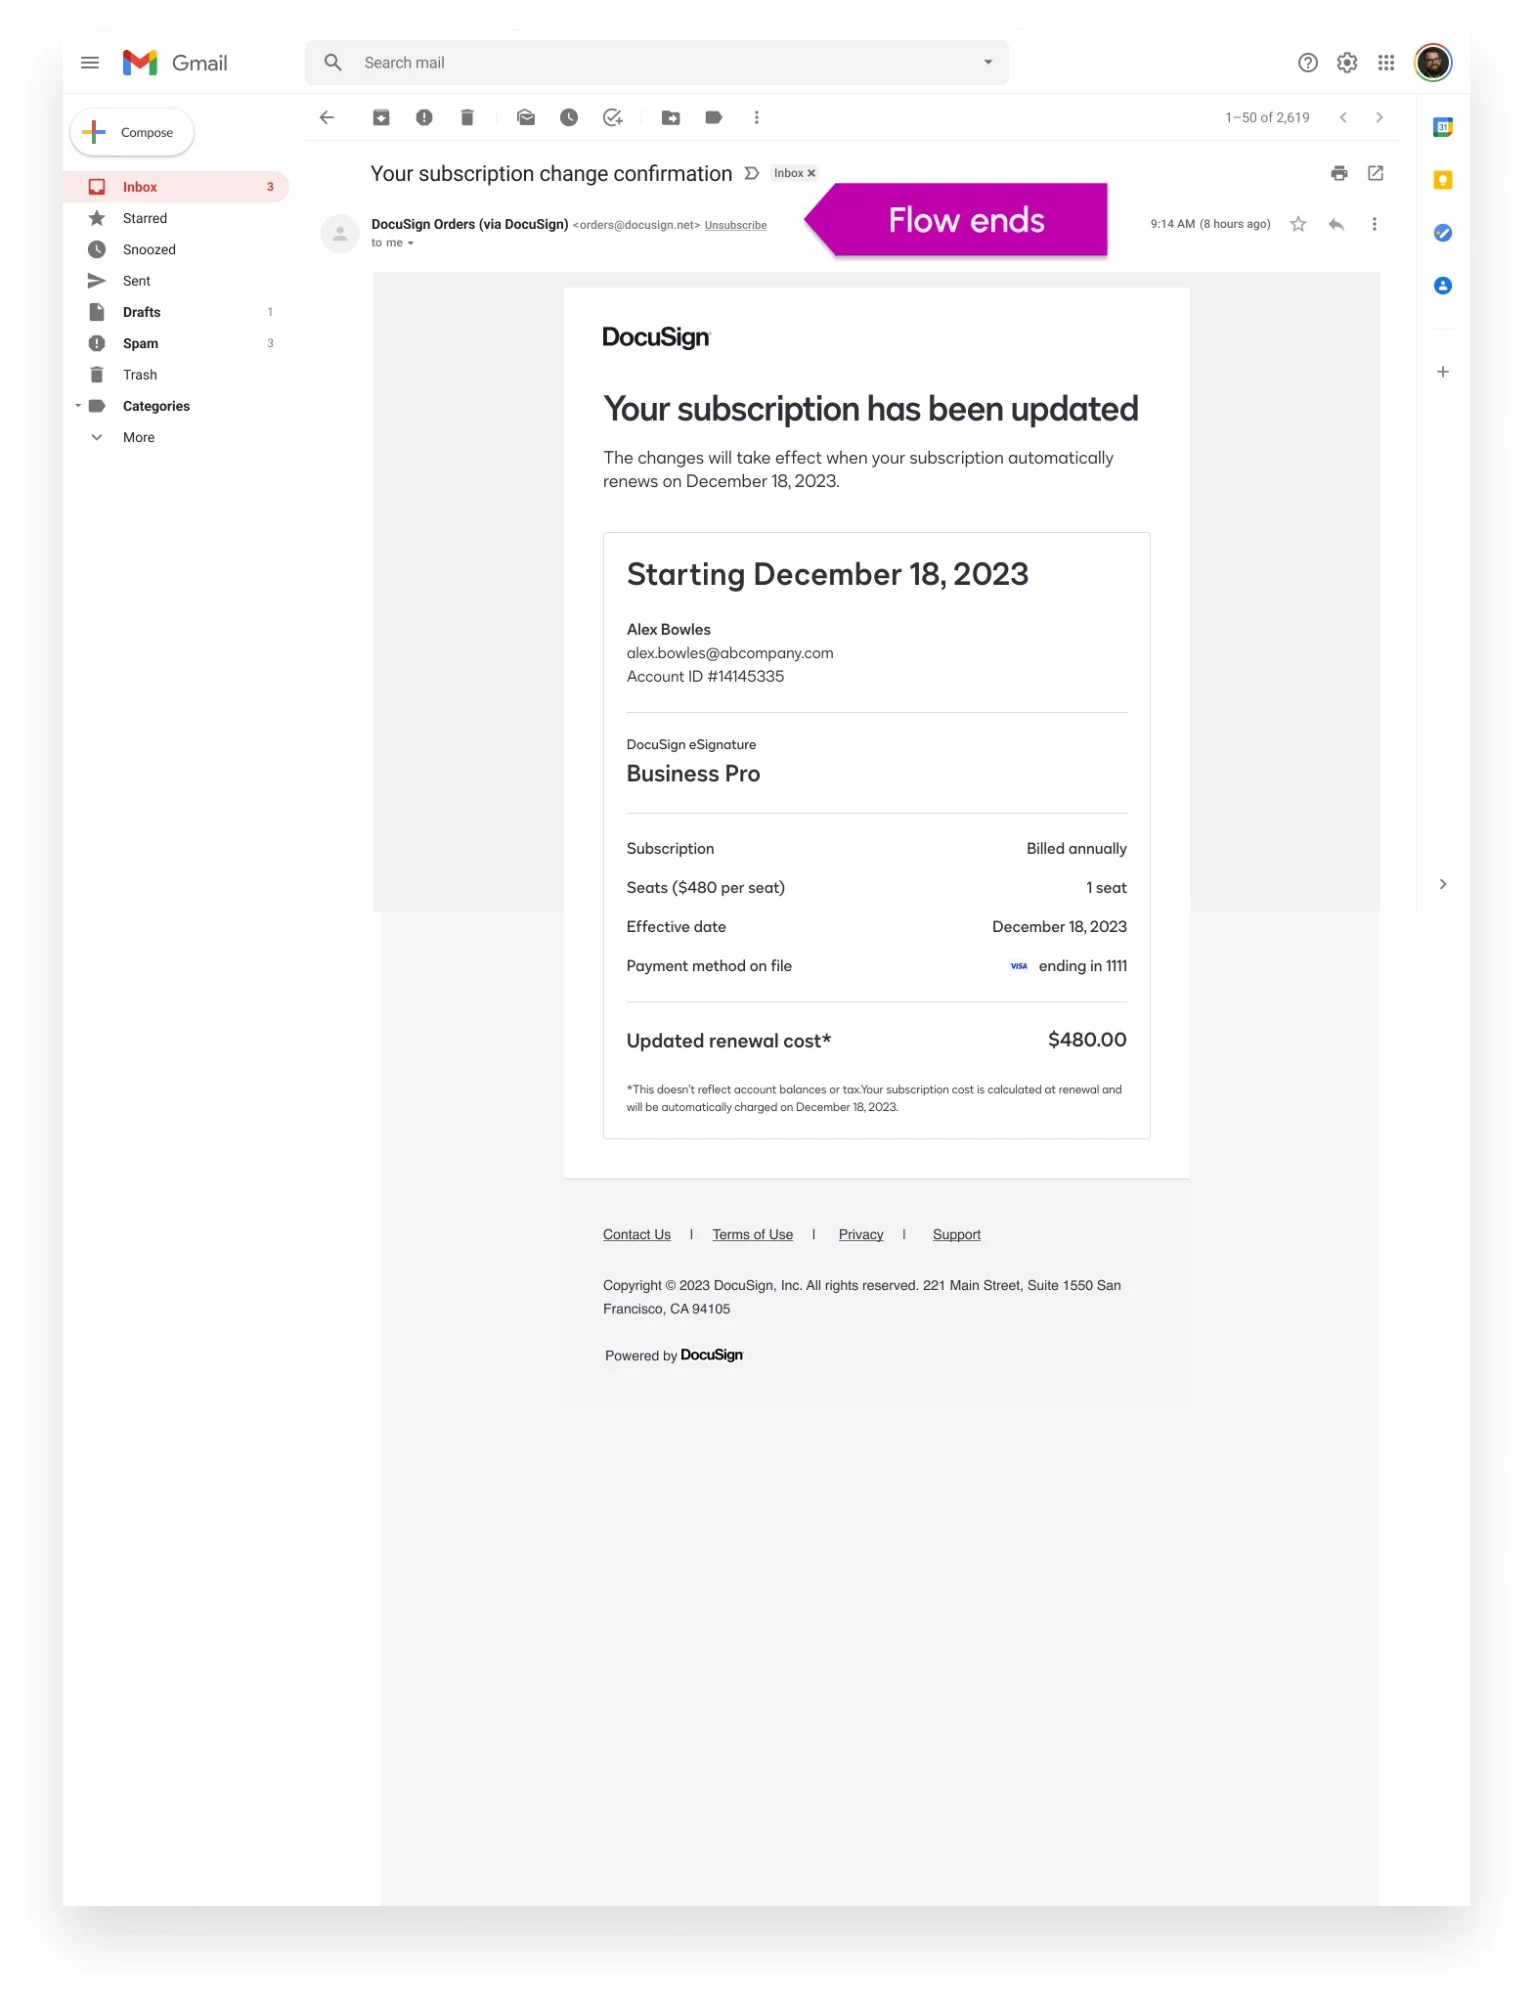 Gmail
Search mail
Compose
1–50 of 2,619
31
Inbox 3
Starred
Snoozed
Sent
Drafts 1
Spam 3
Trash
Categories
More
Your subscription change confirmation Inbox ×
Flow ends
DocuSign Orders (via DocuSign) <orders@docusign.net> Unsubscribe
9:14 AM (8 hours ago)
to me
DocuSign
Your subscription has been updated
The changes will take effect when your subscription automatically
renews on December 18, 2023.
Starting December 18, 2023
Alex Bowles
alex.bowles@abcompany.com
Account ID #14145335
DocuSign eSignature
Business Pro
Subscription Billed annually
Seats ($480 per seat) 1 seat
Effective date December 18, 2023
Payment method on file VISA ending in 1111
Updated renewal cost* $480.00
*This doesn't reflect account balances or tax.Your subscription cost is calculated at renewal and
will be automatically charged on December 18, 2023.
Contact Us | Terms of Use | Privacy | Support
Copyright © 2023 DocuSign, Inc. All rights reserved. 221 Main Street, Suite 1550 San
Francisco, CA 94105
Powered by DocuSign